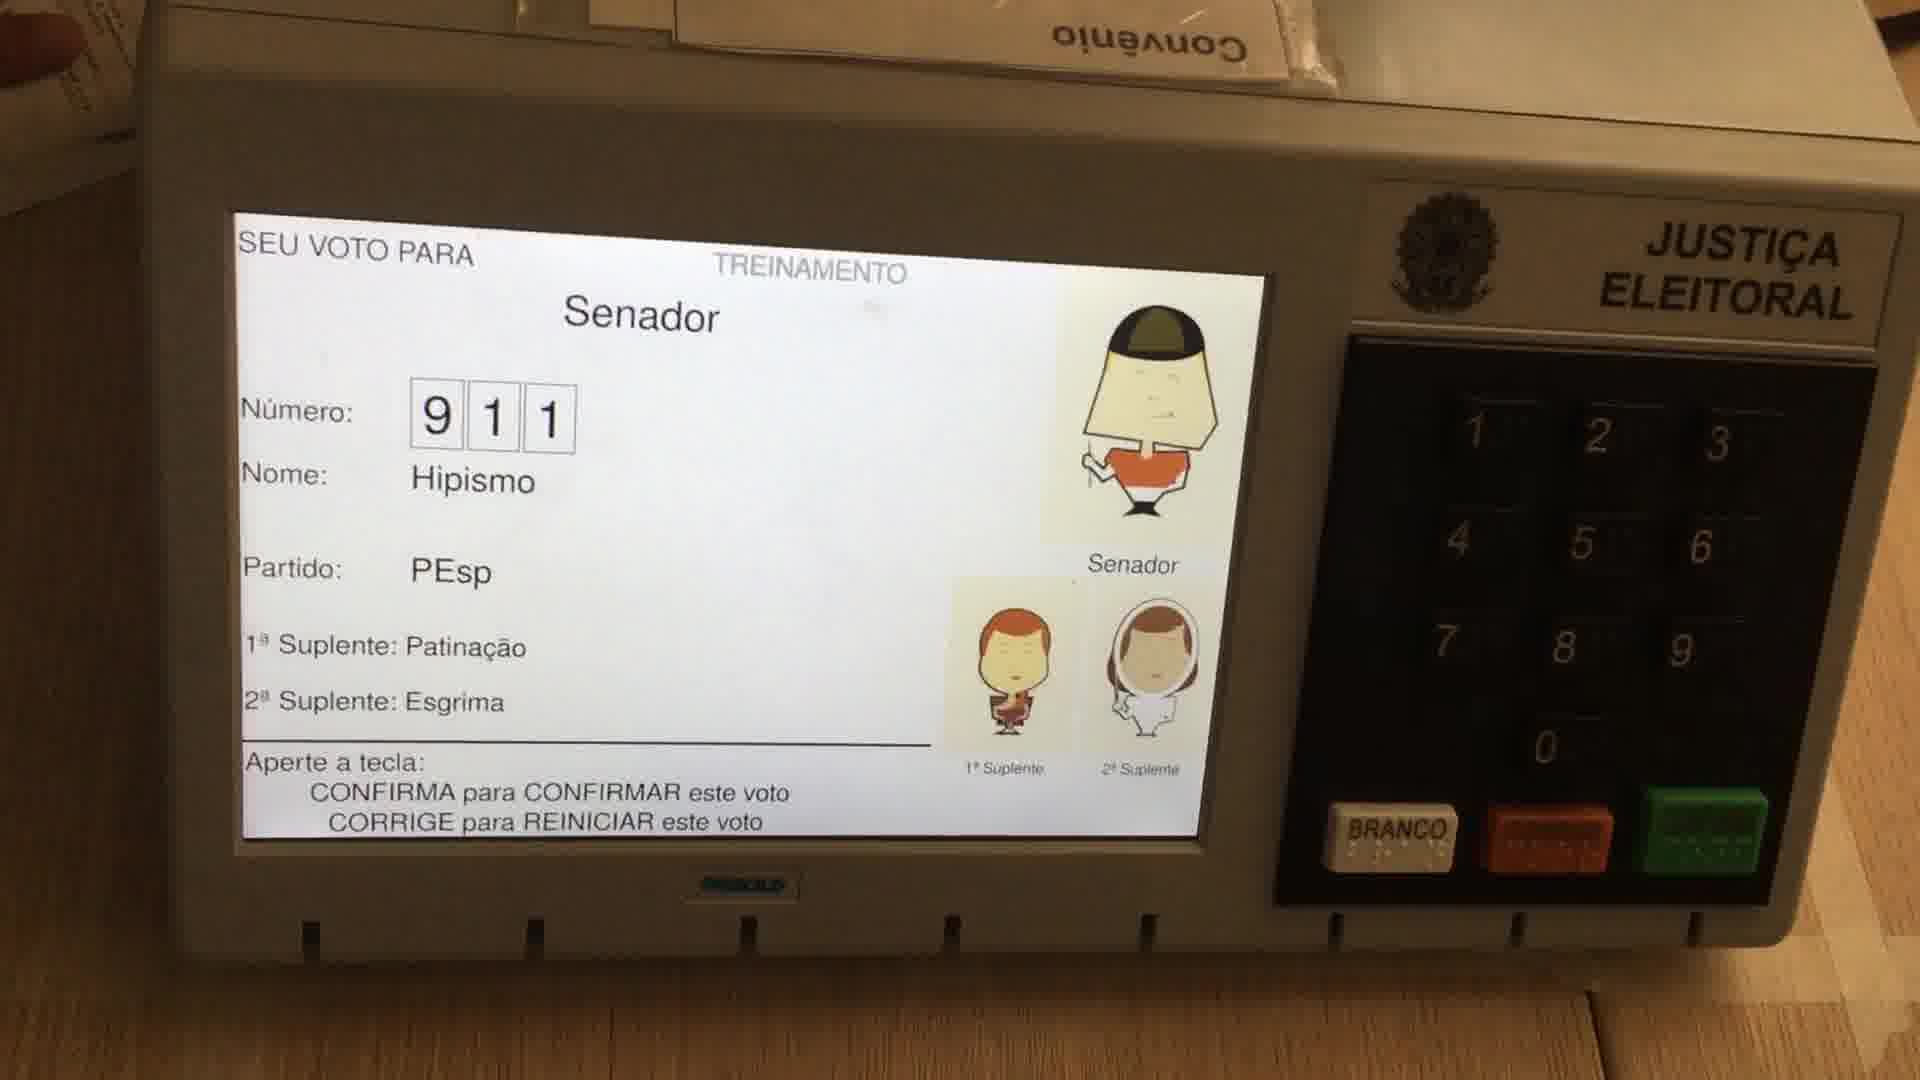 Convênio
SEU VOTO PARA
TREINAMENTO
Senador
Número: 9 1 1
Nome: Hipismo
Partido: PEsp
1ª Suplente: Patinação
2ª Suplente: Esgrima
Senador
1ª Suplente
2ª Suplente
Aperte a tecla:
CONFIRMA para CONFIRMAR este voto
CORRIGE para REINICIAR este voto
JUSTIÇA
ELEITORAL
1 2 3
4 5 6
7 8 9
0
BRANCO